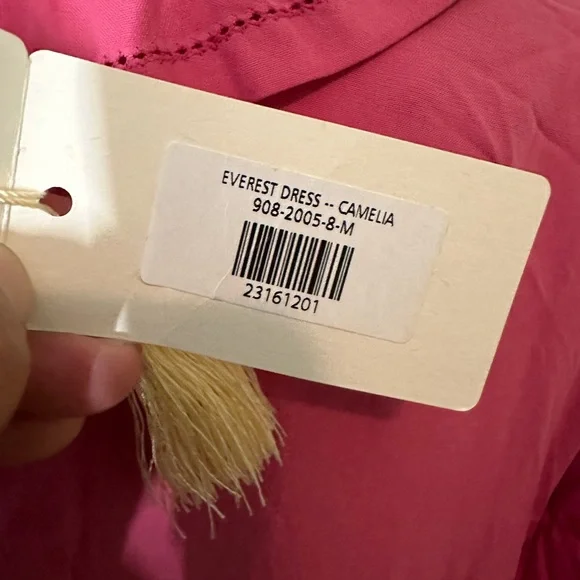 EVEREST DRESS -- CAMELIA
908-2005-8-M
23161201